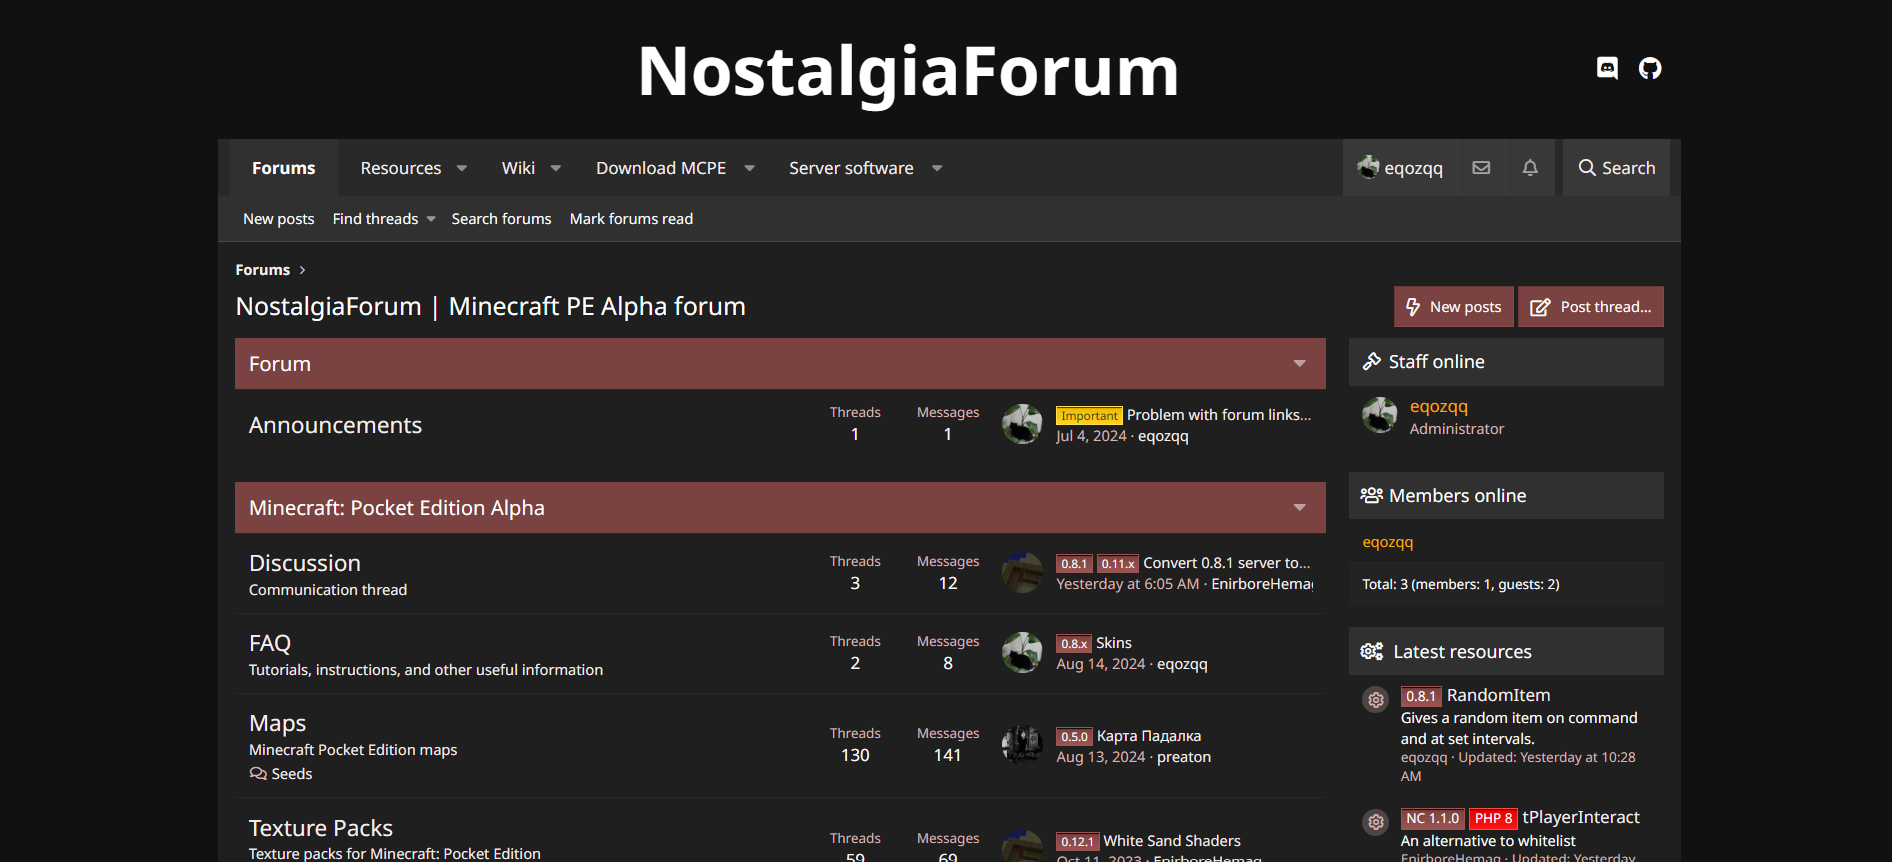 NostalgiaForum
Forums
Resources
Wiki
Download MCPE
Server software
eqozqq
Search
New posts
Find threads
Search forums
Mark forums read
Forums
NostalgiaForum | Minecraft PE Alpha forum
New posts
Post thread...
Forum
Announcements
Threads
1
Messages
1
Important Problem with forum links...
Jul 4, 2024 · eqozqq
Minecraft: Pocket Edition Alpha
Discussion
Communication thread
Threads
3
Messages
12
0.8.1 0.11.x Convert 0.8.1 server to...
Yesterday at 6:05 AM · EnirboreHemaq
FAQ
Tutorials, instructions, and other useful information
Threads
2
Messages
8
0.8.x Skins
Aug 14, 2024 · eqozqq
Maps
Minecraft Pocket Edition maps
Seeds
Threads
130
Messages
141
0.5.0 Карта Падалка
Aug 13, 2024 · preaton
Texture Packs
Texture packs for Minecraft: Pocket Edition
Threads
59
Messages
69
0.12.1 White Sand Shaders
Oct 11, 2023 · EnirboreHemaq
Staff online
eqozqq
Administrator
Members online
eqozqq
Total: 3 (members: 1, guests: 2)
Latest resources
0.8.1 RandomItem
Gives a random item on command
and at set intervals.
eqozqq · Updated: Yesterday at 10:28
AM
NC 1.1.0 PHP 8 tPlayerInteract
An alternative to whitelist
EnirboreHemaq · Updated: Yesterday